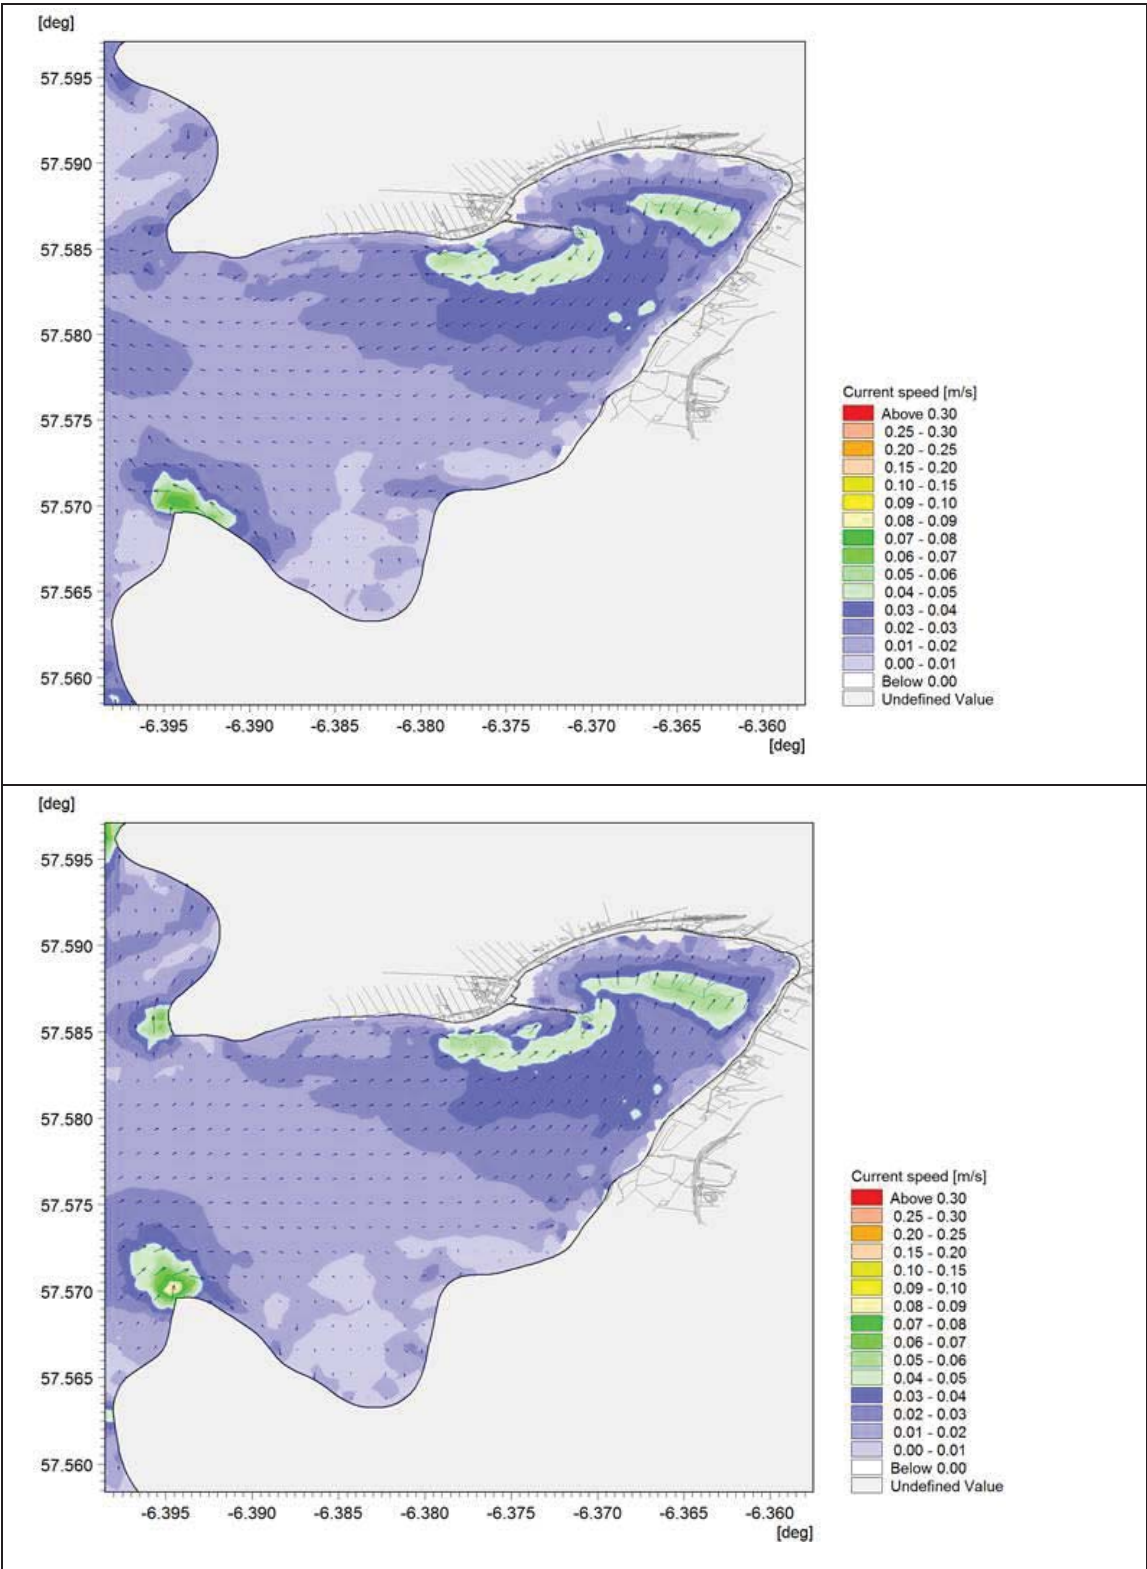 [deg]
57.595
57.590
57.585
57.580
57.575
57.570
57.565
57.560
-6.395 -6.390 -6.385 -6.380 -6.375 -6.370 -6.365 -6.360
[deg]
Current speed [m/s]
Above 0.30
0.25 - 0.30
0.20 - 0.25
0.15 - 0.20
0.10 - 0.15
0.09 - 0.10
0.08 - 0.09
0.07 - 0.08
0.06 - 0.07
0.05 - 0.06
0.04 - 0.05
0.03 - 0.04
0.02 - 0.03
0.01 - 0.02
0.00 - 0.01
Below 0.00
Undefined Value
[deg]
57.595
57.590
57.585
57.580
57.575
57.570
57.565
57.560
-6.395 -6.390 -6.385 -6.380 -6.375 -6.370 -6.365 -6.360
[deg]
Current speed [m/s]
Above 0.30
0.25 - 0.30
0.20 - 0.25
0.15 - 0.20
0.10 - 0.15
0.09 - 0.10
0.08 - 0.09
0.07 - 0.08
0.06 - 0.07
0.05 - 0.06
0.04 - 0.05
0.03 - 0.04
0.02 - 0.03
0.01 - 0.02
0.00 - 0.01
Below 0.00
Undefined Value